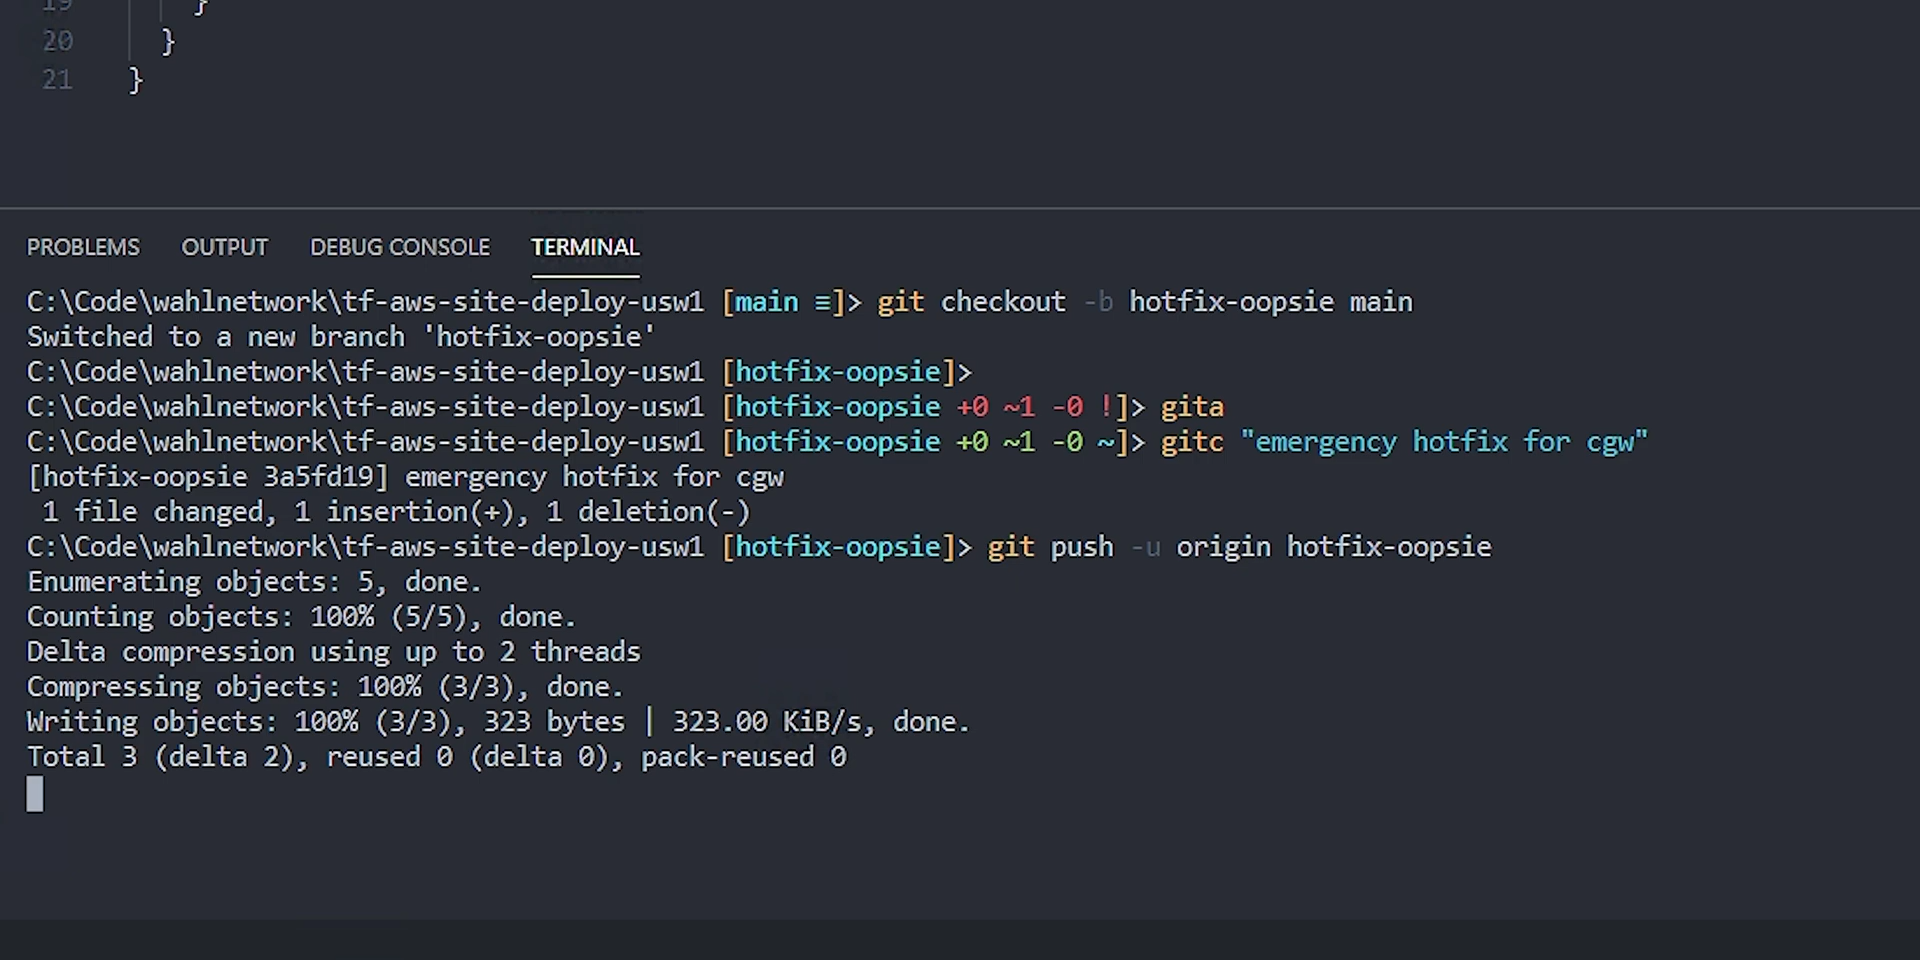 19 }
20 }
21 }
PROBLEMS OUTPUT DEBUG CONSOLE TERMINAL
C:\Code\wahlnetwork\tf-aws-site-deploy-usw1 [main ≡]> git checkout -b hotfix-oopsie main
Switched to a new branch 'hotfix-oopsie'
C:\Code\wahlnetwork\tf-aws-site-deploy-usw1 [hotfix-oopsie]>
C:\Code\wahlnetwork\tf-aws-site-deploy-usw1 [hotfix-oopsie +0 ~1 -0 !]> gita
C:\Code\wahlnetwork\tf-aws-site-deploy-usw1 [hotfix-oopsie +0 ~1 -0 ~]> gitc "emergency hotfix for cgw"
[hotfix-oopsie 3a5fd19] emergency hotfix for cgw
 1 file changed, 1 insertion(+), 1 deletion(-)
C:\Code\wahlnetwork\tf-aws-site-deploy-usw1 [hotfix-oopsie]> git push -u origin hotfix-oopsie
Enumerating objects: 5, done.
Counting objects: 100% (5/5), done.
Delta compression using up to 2 threads
Compressing objects: 100% (3/3), done.
Writing objects: 100% (3/3), 323 bytes | 323.00 KiB/s, done.
Total 3 (delta 2), reused 0 (delta 0), pack-reused 0